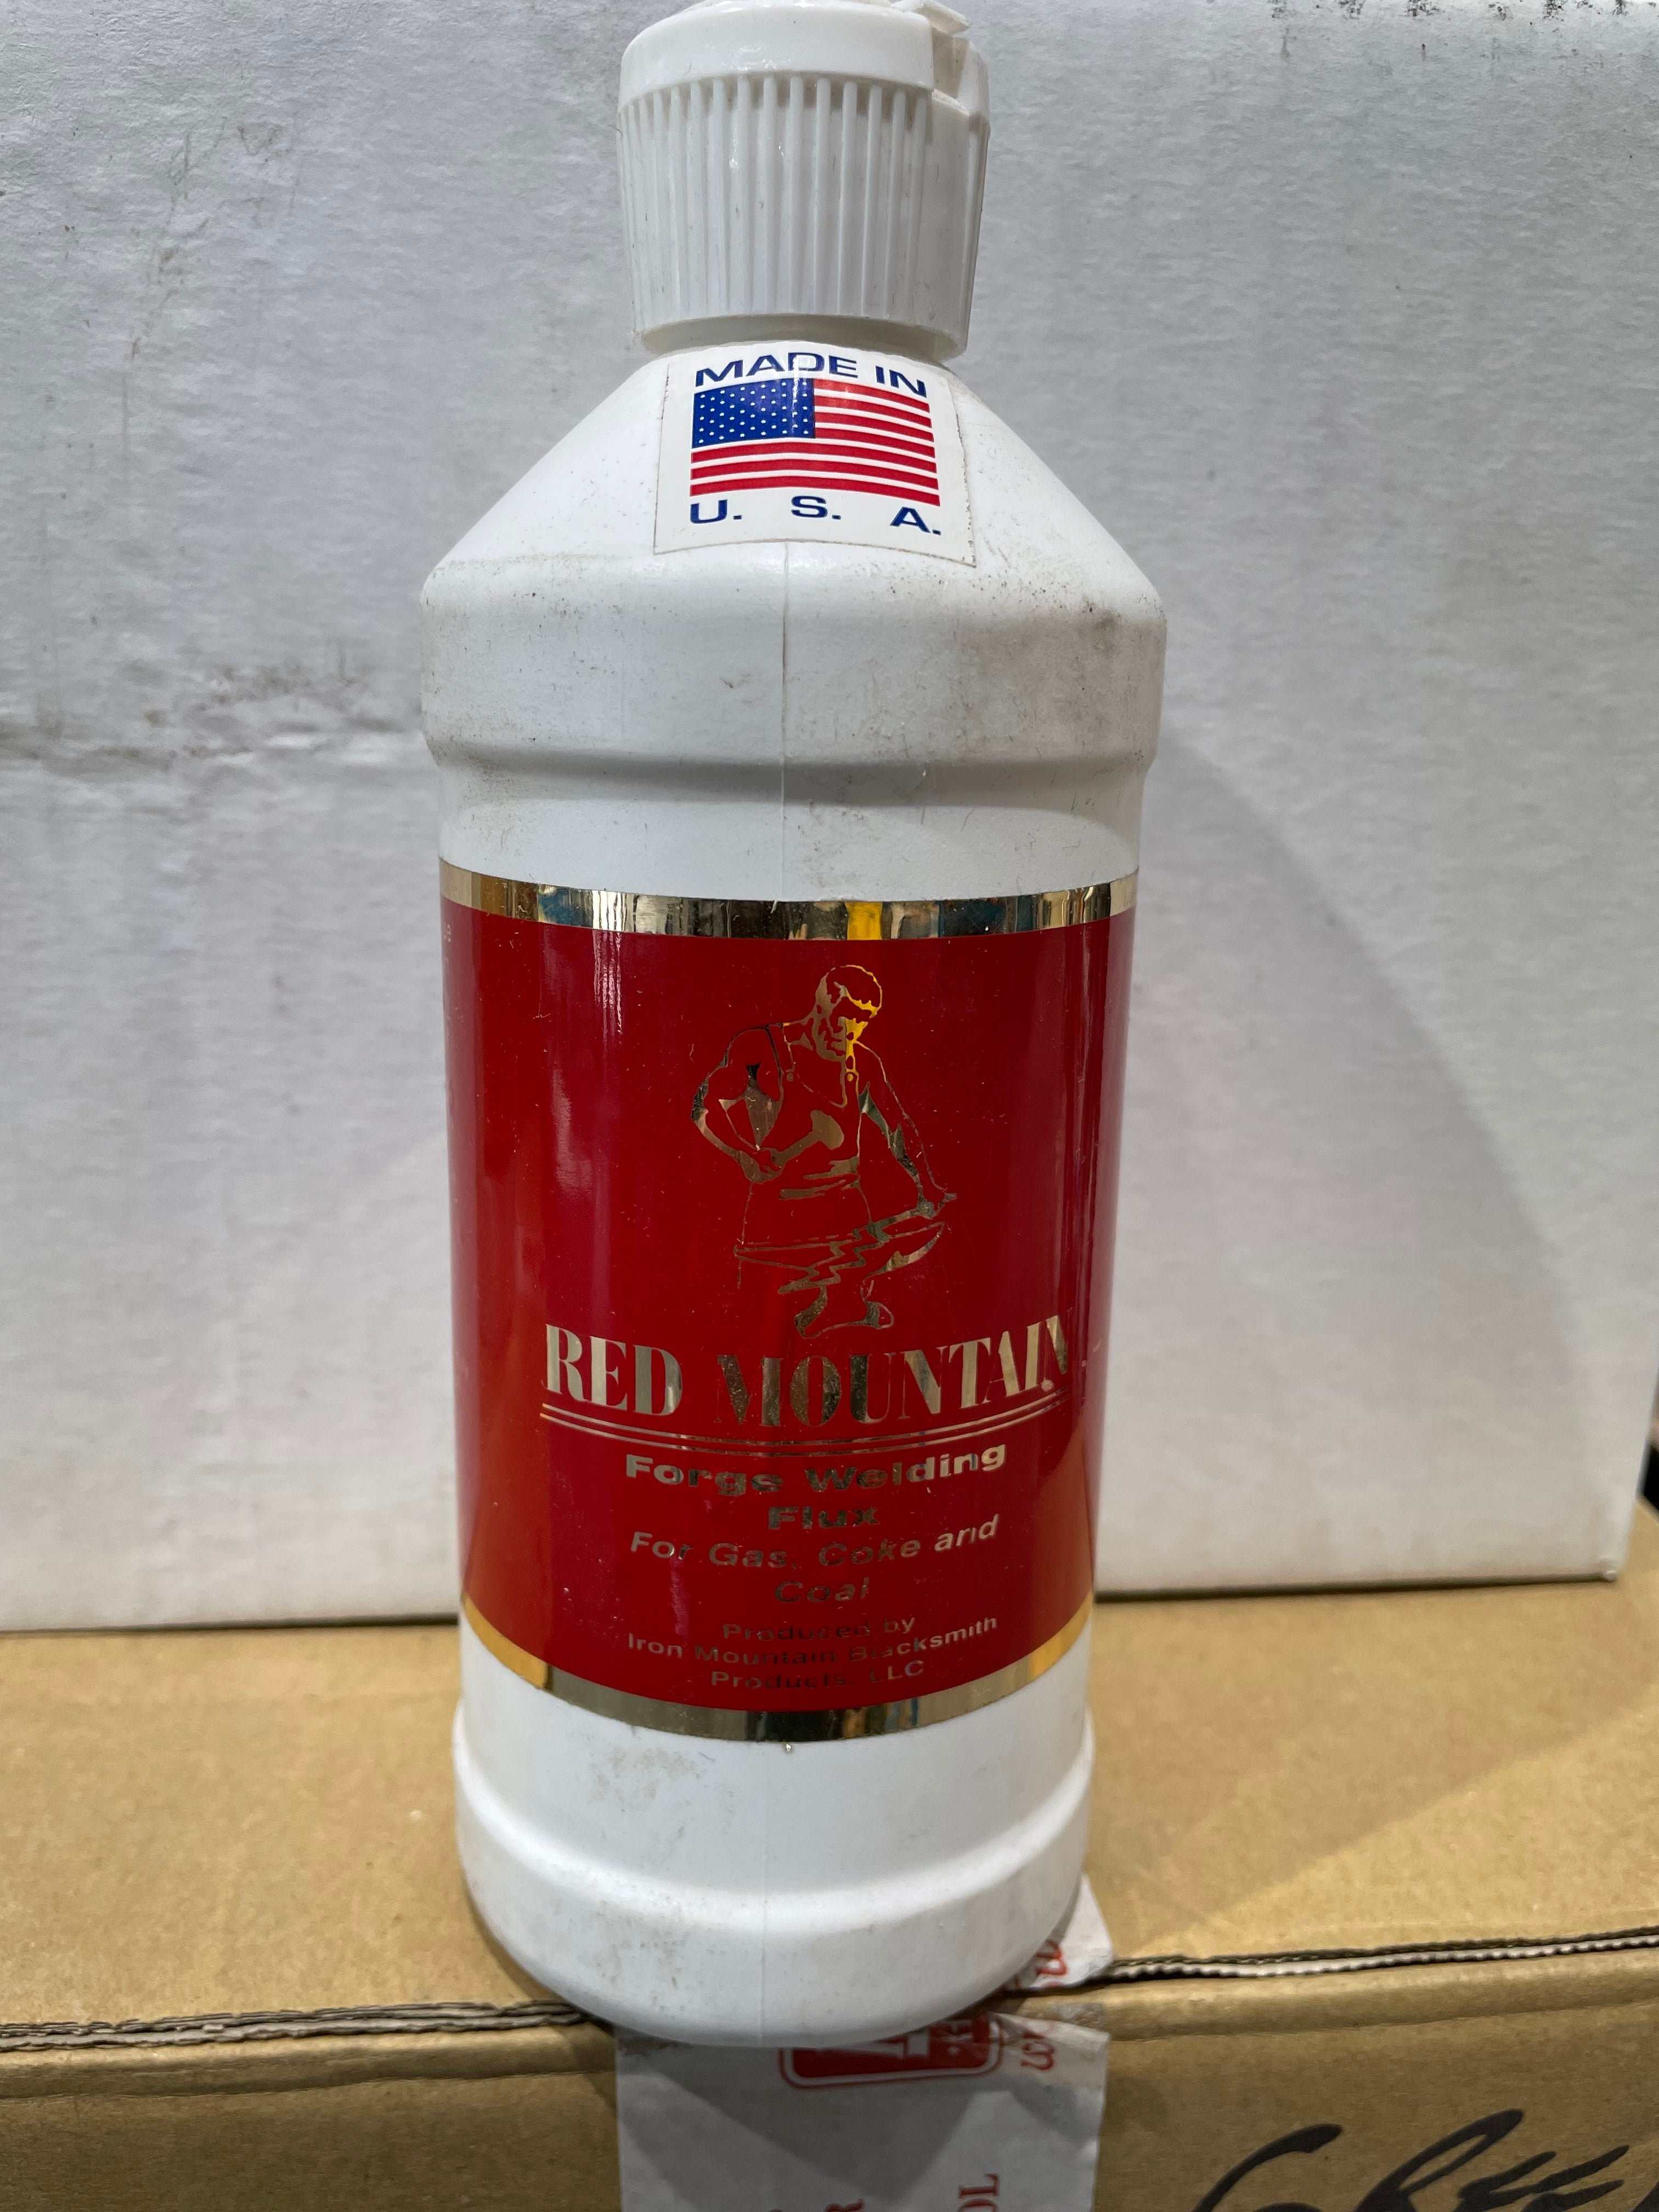 MADE IN
U. S. A.
RED MOUNTAIN
Forge Welding
Flux
For Gas, Coke and
Coal
Produced by
Iron Mountain Blacksmith
Products, LLC